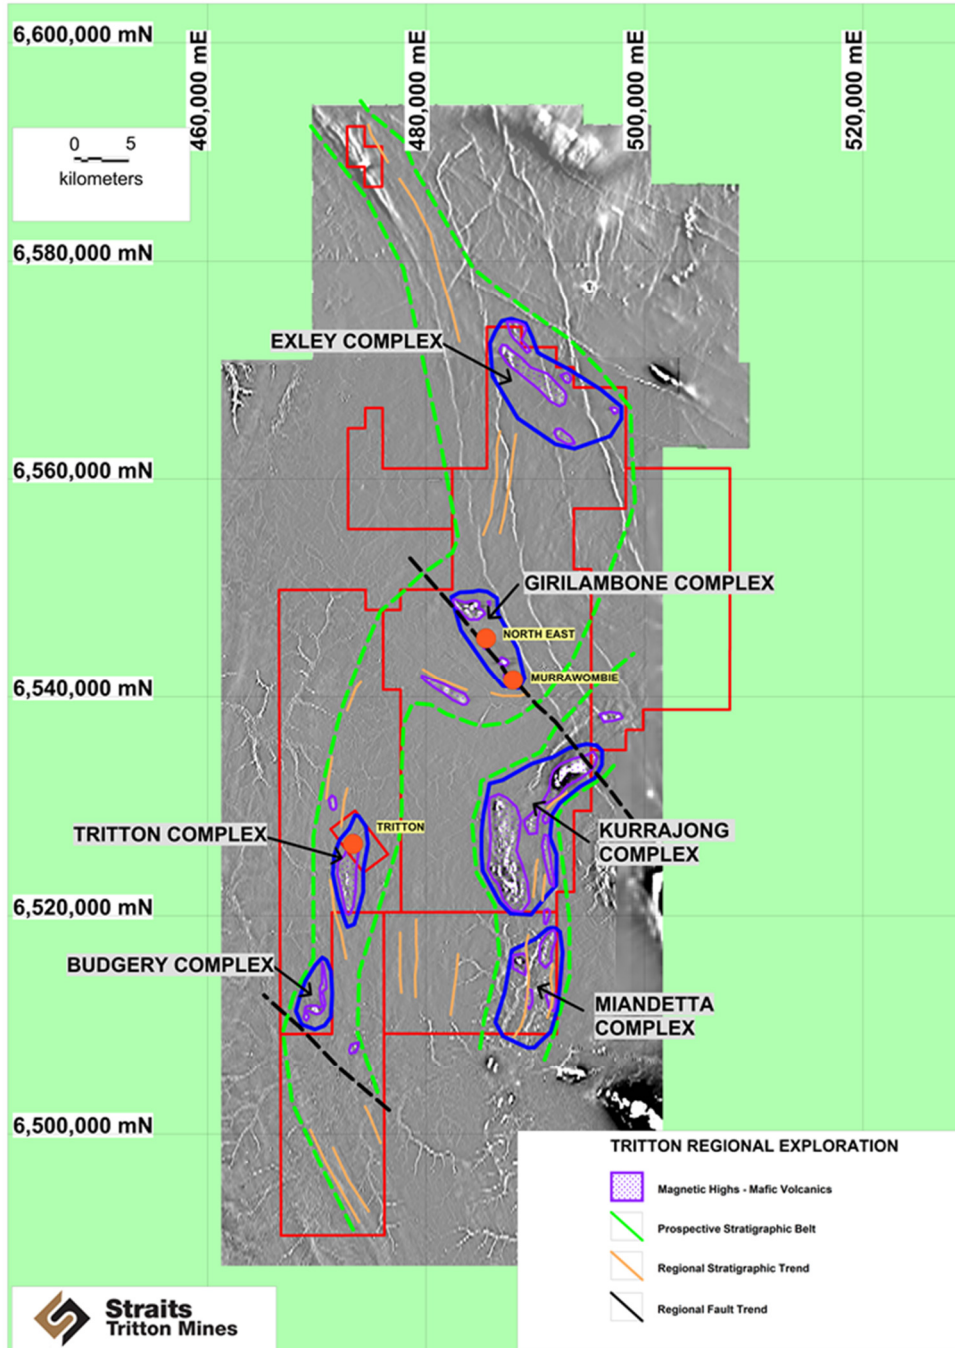 6,600,000 mN
460,000 mE
480,000 mE
500,000 mE
520,000 mE
0 5
kilometers
6,580,000 mN
EXLEY COMPLEX
6,560,000 mN
GIRILAMBONE COMPLEX
NORTH EAST
MURRAWOMBIE
6,540,000 mN
TRITTON COMPLEX
TRITTON
KURRAJONG
COMPLEX
6,520,000 mN
BUDGERY COMPLEX
MIANDETTA
COMPLEX
6,500,000 mN
TRITTON REGIONAL EXPLORATION
Magnetic Highs - Mafic Volcanics
Prospective Stratigraphic Belt
Regional Stratigraphic Trend
Regional Fault Trend
Straits
Tritton Mines